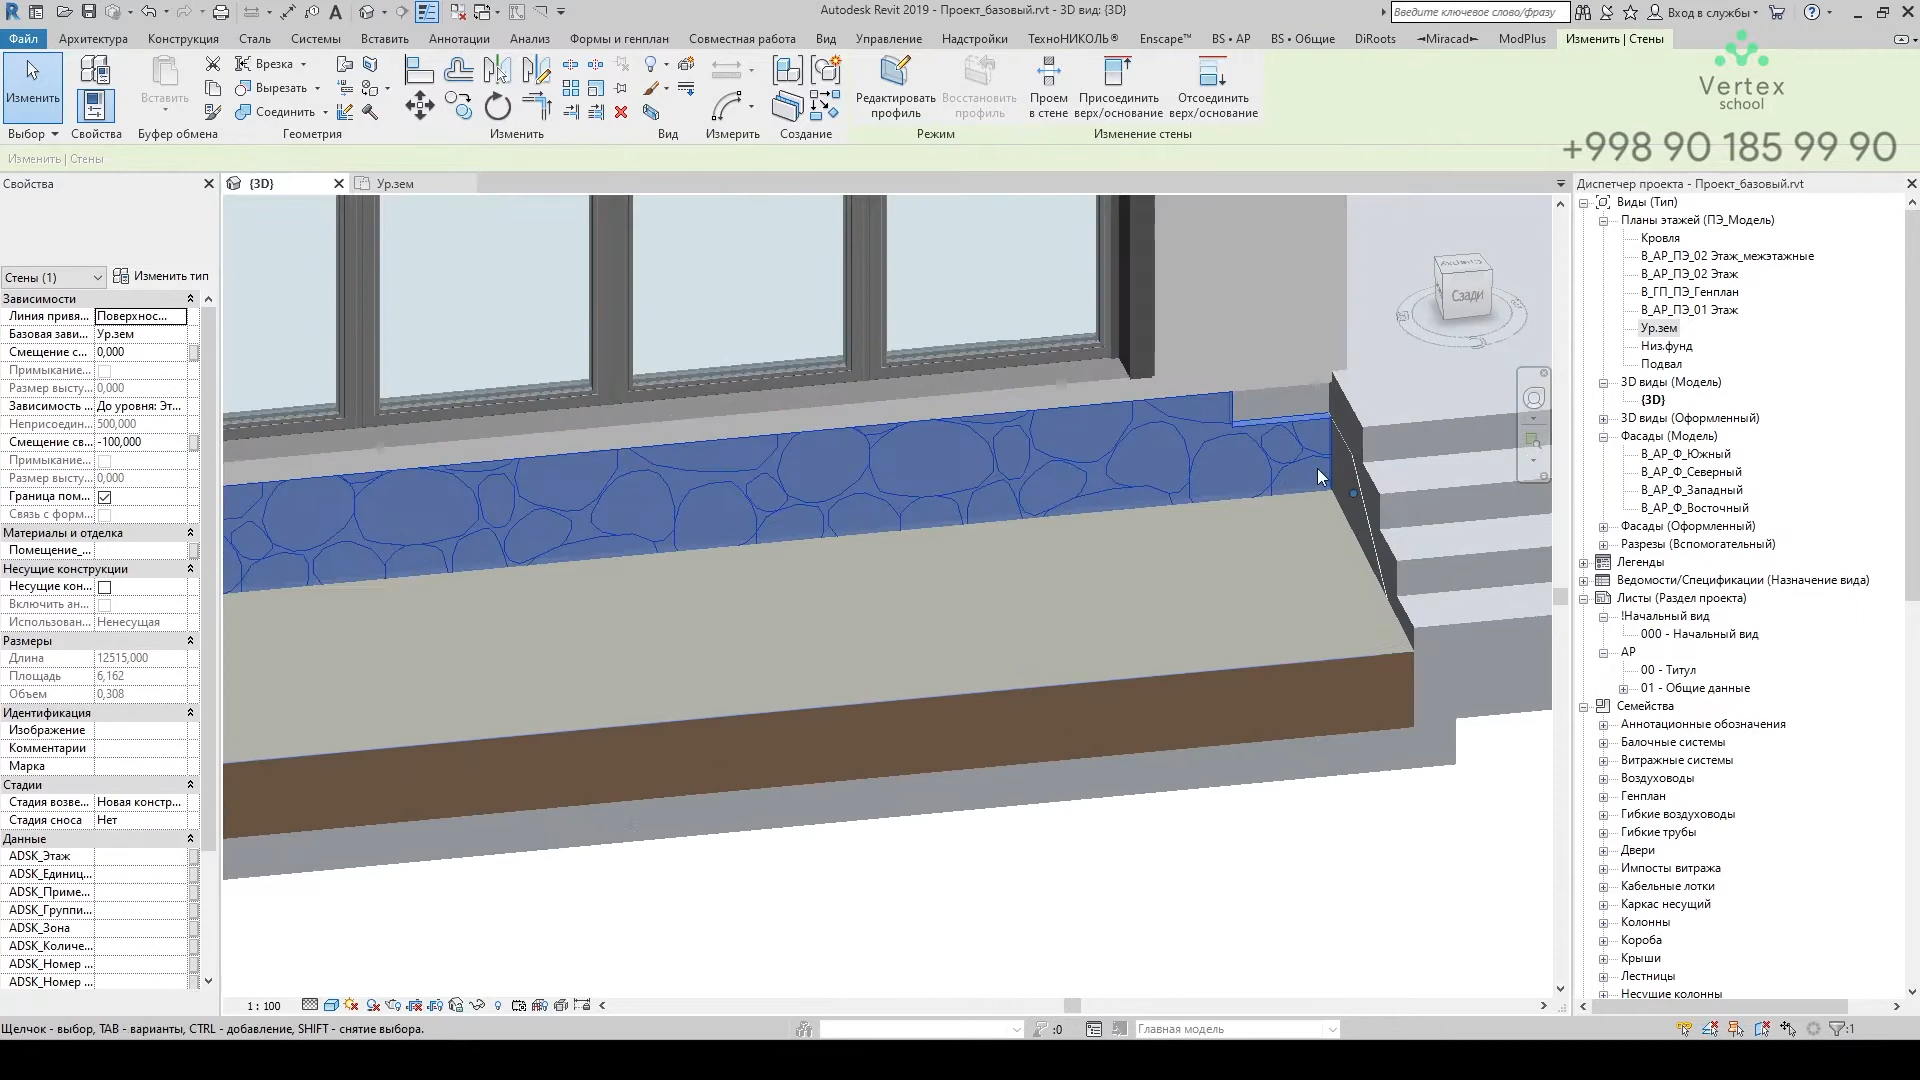 Autodesk Revit 2019 - Проект_базовый.rvt - 3D вид: {3D}
Введите ключевое слово/фразу
Вход в службы
Файл Архитектура Конструкция Сталь Системы Вставить Аннотации Анализ Формы и генплан Совместная работа Вид Управление Надстройки ТехноНИКОЛЬ® Enscape™ BS • АР BS • Общие DiRoots -=Miracad=- ModPlus Изменить | Стены
Изменить
Вставить
Врезка
Вырезать
Соединить
Редактировать профиль
Восстановить профиль
Проем в стене
Присоединить верх/основание
Отсоединить верх/основание
Выбор Свойства Буфер обмена Геометрия Изменить Вид Измерить Создание Режим Изменение стены
Vertex
school
+998 90 185 99 90
Изменить | Стены
Свойства
{3D}
Ур.зем
Диспетчер проекта - Проект_базовый.rvt
Стены (1)
Изменить тип
Зависимости
Линия привя... Поверхнос...
Базовая зави... Ур.зем
Смещение с... 0,000
Примыкание...
Размер высту... 0,000
Зависимость ... До уровня: Эт...
Неприсоедин... 500,000
Смещение св... -100,000
Примыкание...
Размер высту... 0,000
Граница пом...
Связь с форм...
Материалы и отделка
Помещение_...
Несущие конструкции
Несущие кон...
Включить ан...
Использован... Ненесущая
Размеры
Длина 12515,000
Площадь 6,162
Объем 0,308
Идентификация
Изображение
Комментарии
Марка
Стадии
Стадия возве... Новая констр...
Стадия сноса Нет
Данные
ADSK_Этаж
ADSK_Единиц...
ADSK_Приме...
ADSK_Группи...
ADSK_Зона
ADSK_Количе...
ADSK_Номер ...
ADSK_Номер ...
Сзади
Виды (Тип)
Планы этажей (ПЭ_Модель)
Кровля
В_АР_ПЭ_02 Этаж_межэтажные
В_АР_ПЭ_02 Этаж
В_ГП_ПЭ_Генплан
В_АР_ПЭ_01 Этаж
Ур.зем
Низ.фунд
Подвал
3D виды (Модель)
{3D}
3D виды (Оформленный)
Фасады (Модель)
В_АР_Ф_Южный
В_АР_Ф_Северный
В_АР_Ф_Западный
В_АР_Ф_Восточный
Фасады (Оформленный)
Разрезы (Вспомогательный)
Легенды
Ведомости/Спецификации (Назначение вида)
Листы (Раздел проекта)
!Начальный вид
000 - Начальный вид
АР
00 - Титул
01 - Общие данные
Семейства
Аннотационные обозначения
Балочные системы
Витражные системы
Воздуховоды
Генплан
Гибкие воздуховоды
Гибкие трубы
Двери
Импосты витража
Кабельные лотки
Каркас несущий
Колонны
Короба
Крыши
Лестницы
Несущие колонны
1 : 100
Щелчок - выбор, TAB - варианты, CTRL - добавление, SHIFT - снятие выбора.
:0
Главная модель
:1